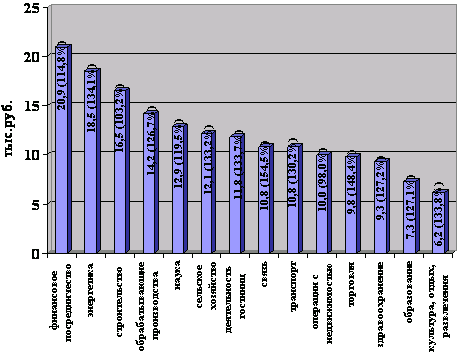 25
20
15
10
5
0
тыс.руб.
20,9 (114,8%
18,5 (134,1%
16,5 (103,2%
14,2 (126,7%
12,9 (119,5%
12,1 (133,2%
11,8 (133,7%
10,8 (154,5%
10,8 (130,2%
10,0 (98,0%
9,8 (148,4%
9,3 (127,2%
7,3 (127,1%
6,2 (133,8%
финансовое
посредничество
энергетика
строительство
обрабатывающие
производства
наука
сельское
хозяйство
деятельность
гостиниц
связь
транспорт
операции с
недвижимостью
торговля
здравоохранение
образование
культура, отдых,
развлечения